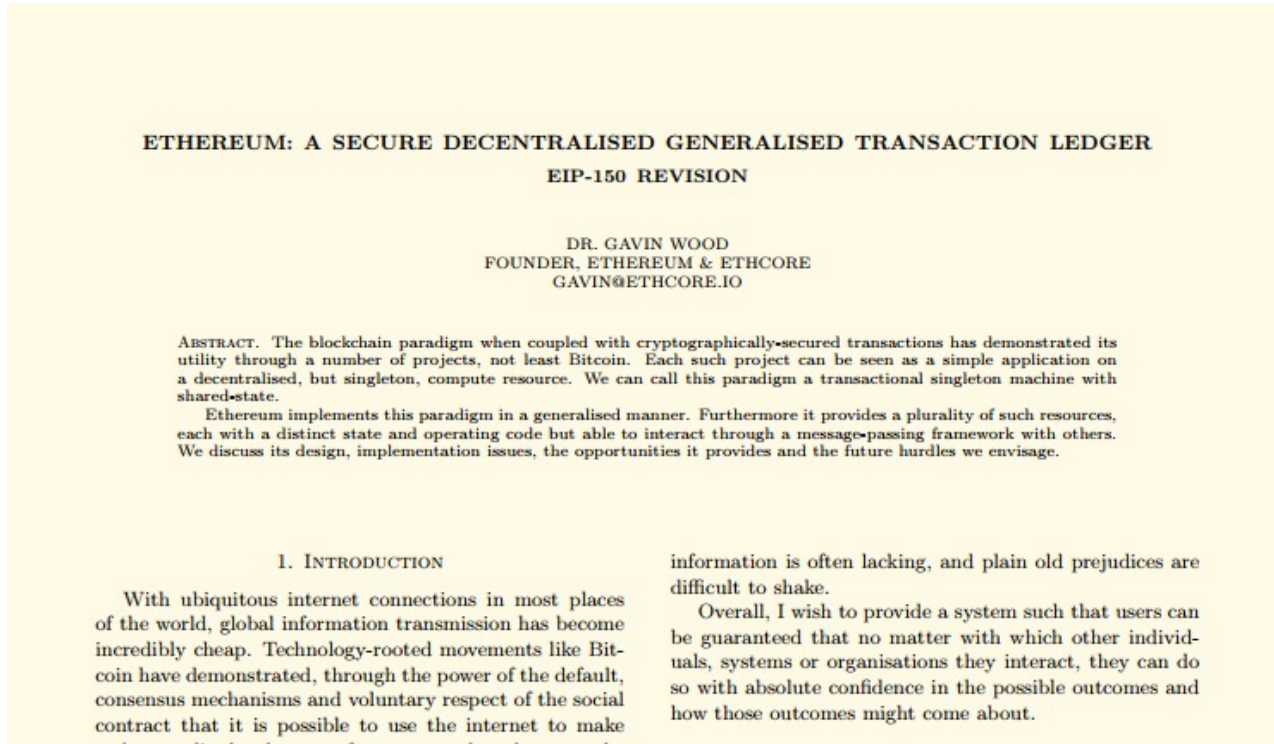 ETHEREUM: A SECURE DECENTRALISED GENERALISED TRANSACTION LEDGER
EIP-150 REVISION
DR. GAVIN WOOD
FOUNDER, ETHEREUM & ETHCORE
GAVIN@ETHCORE.IO
ABSTRACT. The blockchain paradigm when coupled with cryptographically-secured transactions has demonstrated its
utility through a number of projects, not least Bitcoin. Each such project can be seen as a simple application on
a decentralised, but singleton, compute resource. We can call this paradigm a transactional singleton machine with
shared-state.
Ethereum implements this paradigm in a generalised manner. Furthermore it provides a plurality of such resources,
each with a distinct state and operating code but able to interact through a message-passing framework with others.
We discuss its design, implementation issues, the opportunities it provides and the future hurdles we envisage.
1. INTRODUCTION
With ubiquitous internet connections in most places
of the world, global information transmission has become
incredibly cheap. Technology-rooted movements like Bit-
coin have demonstrated, through the power of the default,
consensus mechanisms and voluntary respect of the social
contract that it is possible to use the internet to make
information is often lacking, and plain old prejudices are
difficult to shake.
Overall, I wish to provide a system such that users can
be guaranteed that no matter with which other individ-
uals, systems or organisations they interact, they can do
so with absolute confidence in the possible outcomes and
how those outcomes might come about.